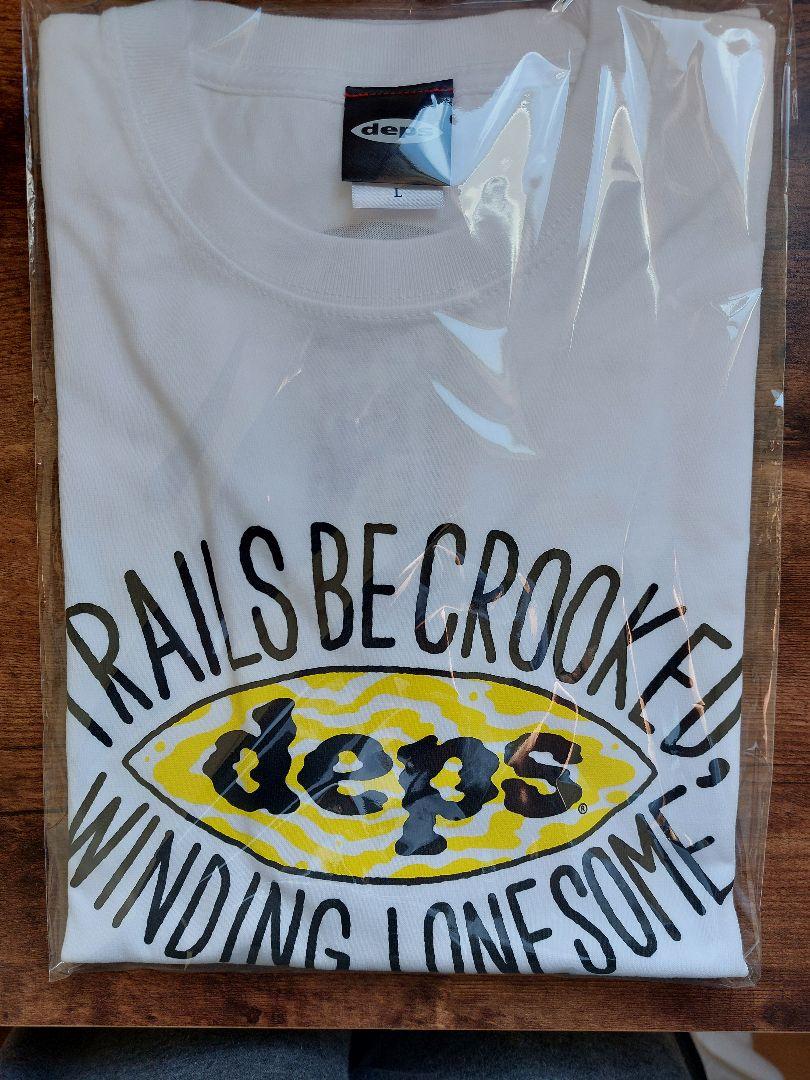 deps
L
TRAILS BE CROOKED,
deps®
WINDING LONESOME,